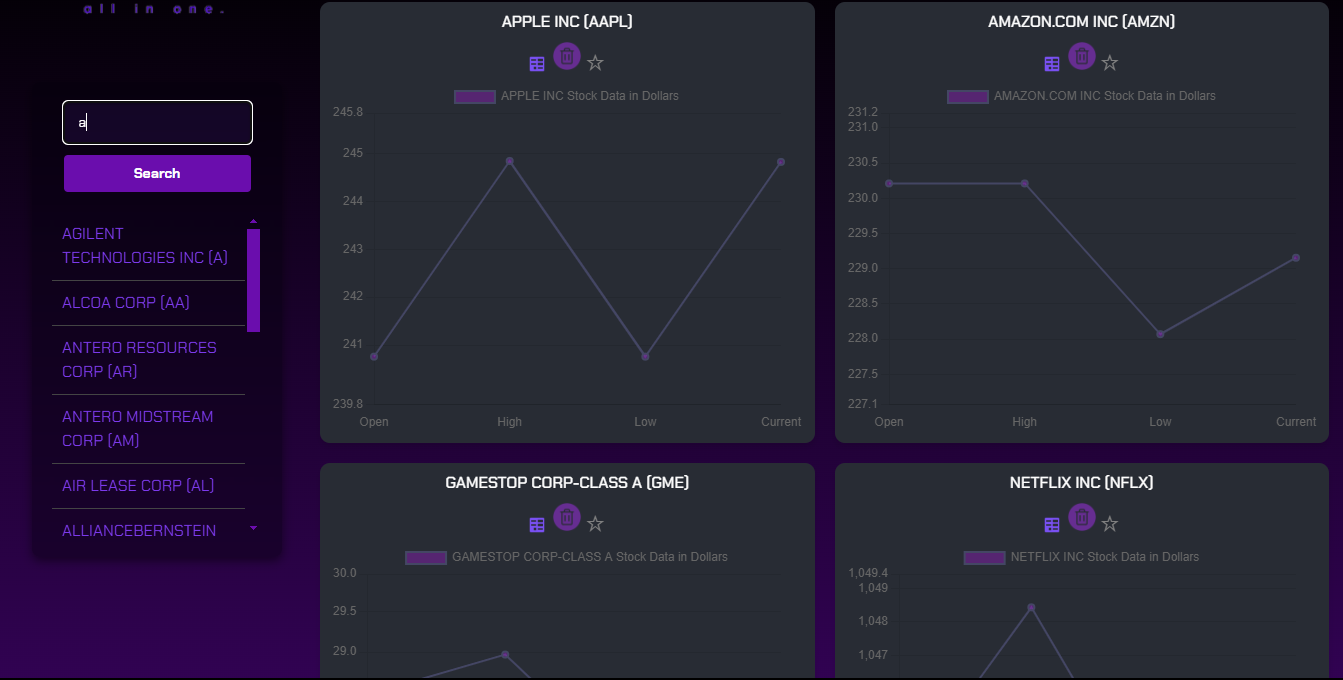 all in one.
a
Search
AGILENT
TECHNOLOGIES INC (A)
ALCOA CORP (AA)
ANTERO RESOURCES
CORP (AR)
ANTERO MIDSTREAM
CORP (AM)
AIR LEASE CORP (AL)
ALLIANCEBERNSTEIN
APPLE INC (AAPL)
APPLE INC Stock Data in Dollars
245.8
245
244
243
242
241
239.8
Open High Low Current
AMAZON.COM INC (AMZN)
AMAZON.COM INC Stock Data in Dollars
231.2
231.0
230.5
230.0
229.5
229.0
228.5
228.0
227.5
227.1
Open High Low Current
GAMESTOP CORP-CLASS A (GME)
GAMESTOP CORP-CLASS A Stock Data in Dollars
30.0
29.5
29.0
NETFLIX INC (NFLX)
NETFLIX INC Stock Data in Dollars
1,049.4
1,049
1,048
1,047